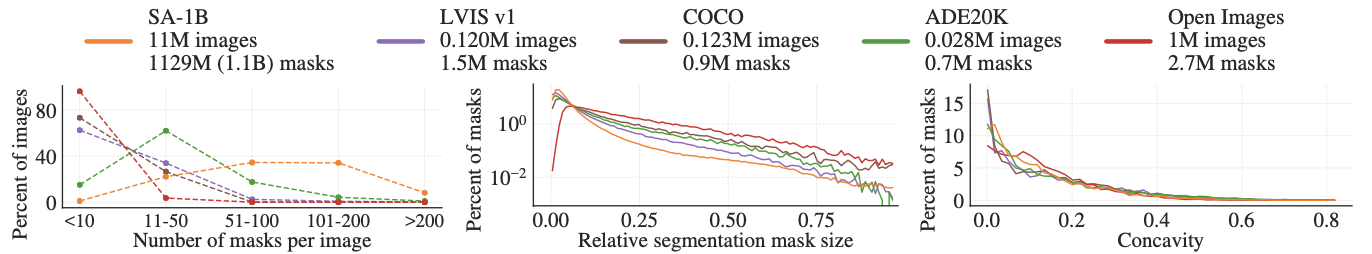 SA-1B
11M images
1129M (1.1B) masks
LVIS v1
0.120M images
1.5M masks
COCO
0.123M images
0.9M masks
ADE20K
0.028M images
0.7M masks
Open Images
1M images
2.7M masks
Percent of images
80
40
0
<10 11-50 51-100 101-200 >200
Number of masks per image
Percent of masks
10⁰
10⁻²
0.00 0.25 0.50 0.75
Relative segmentation mask size
Percent of masks
15
10
5
0
0.0 0.2 0.4 0.6 0.8
Concavity